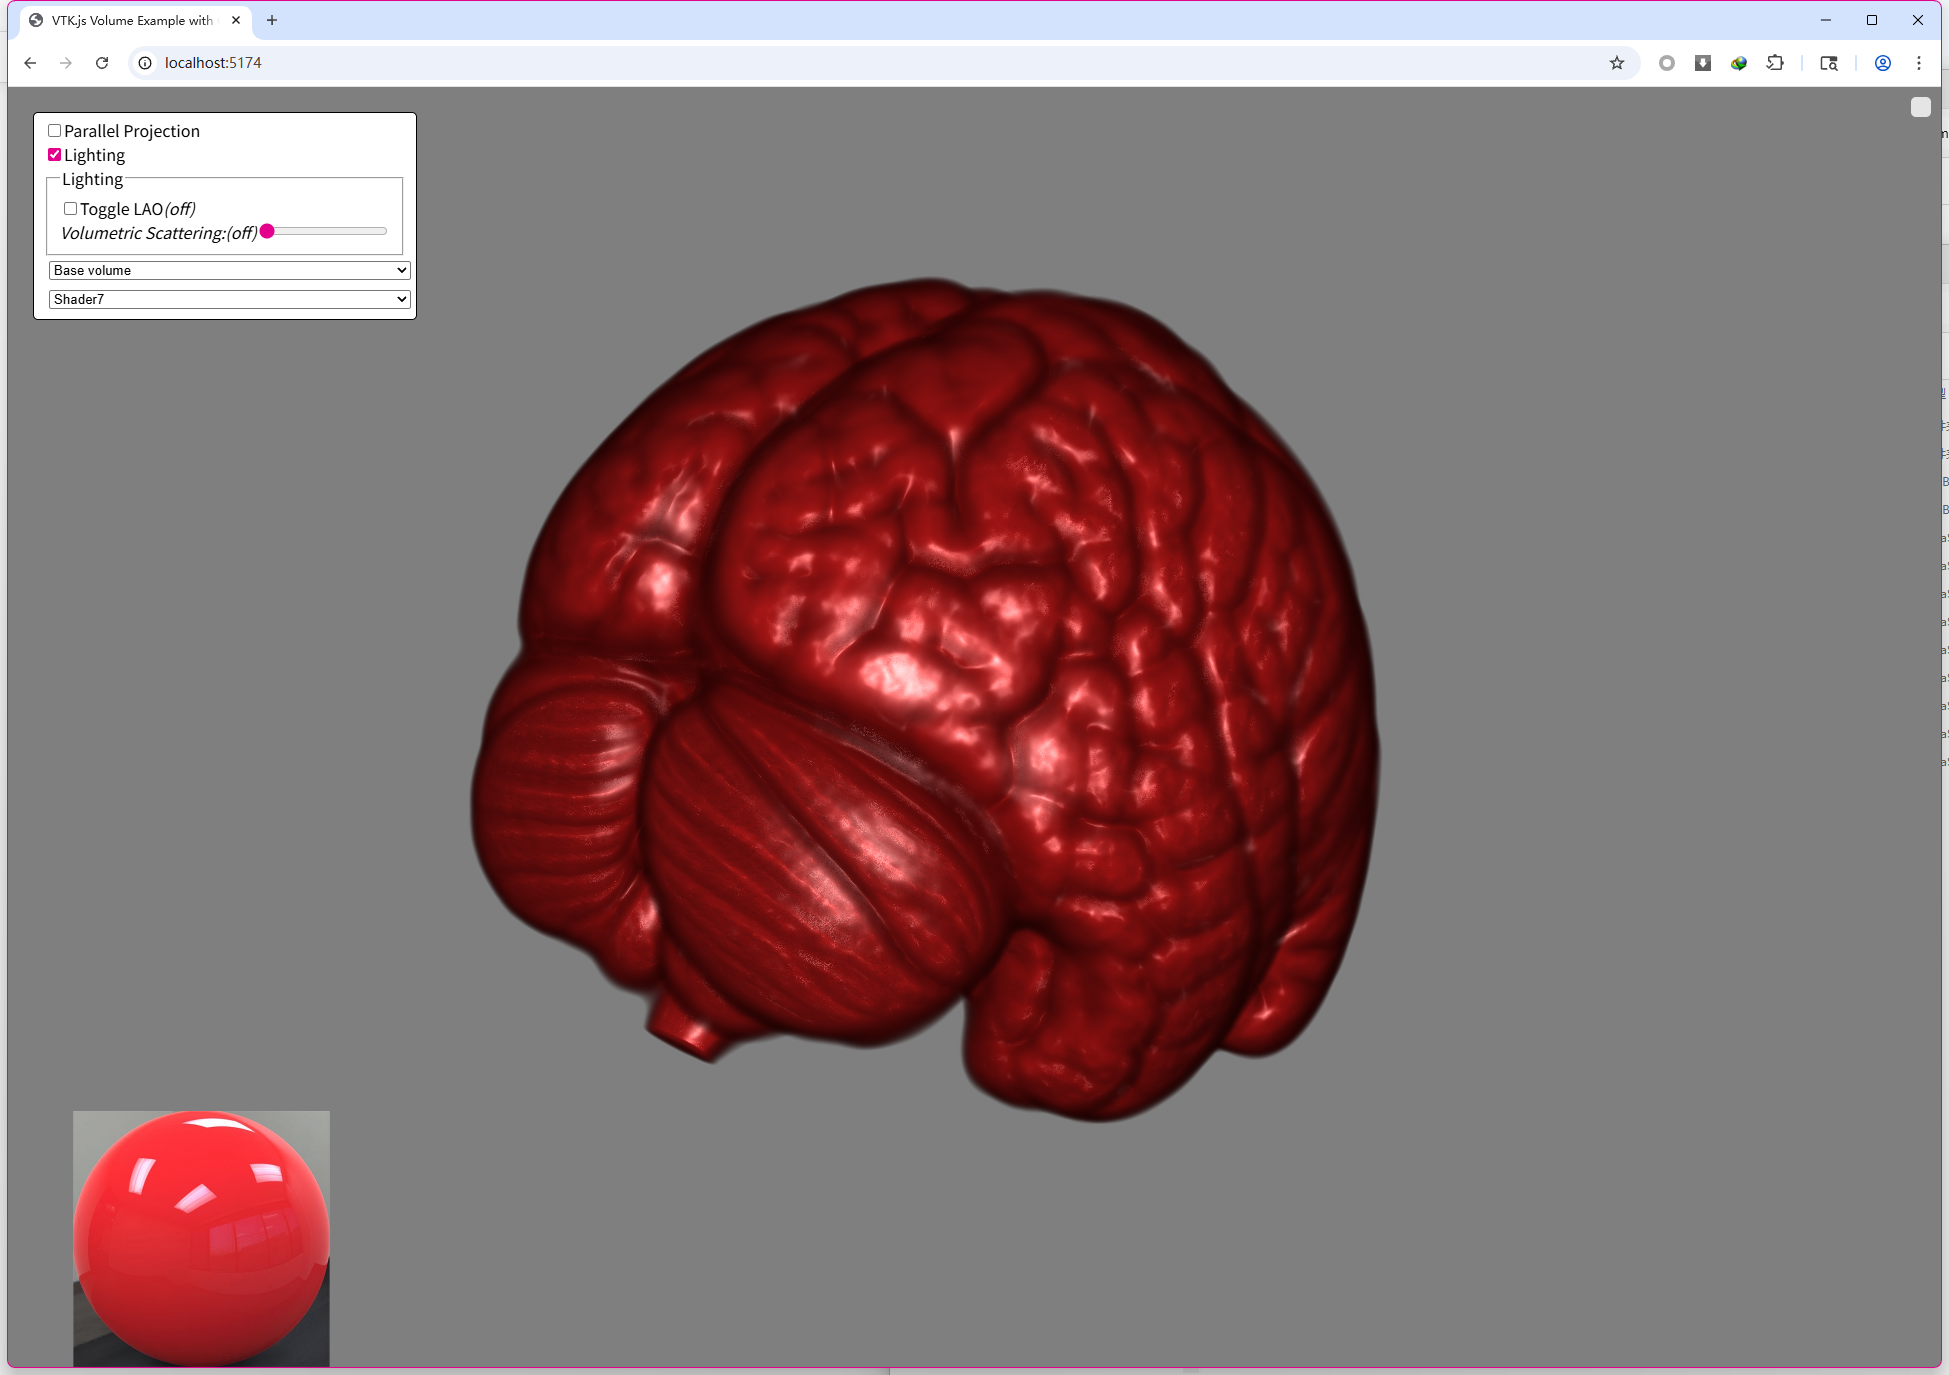 VTK.js Volume Example with
localhost:5174
Parallel Projection
Lighting
Lighting
Toggle LAO(off)
Volumetric Scattering:(off)
Base volume
Shader7